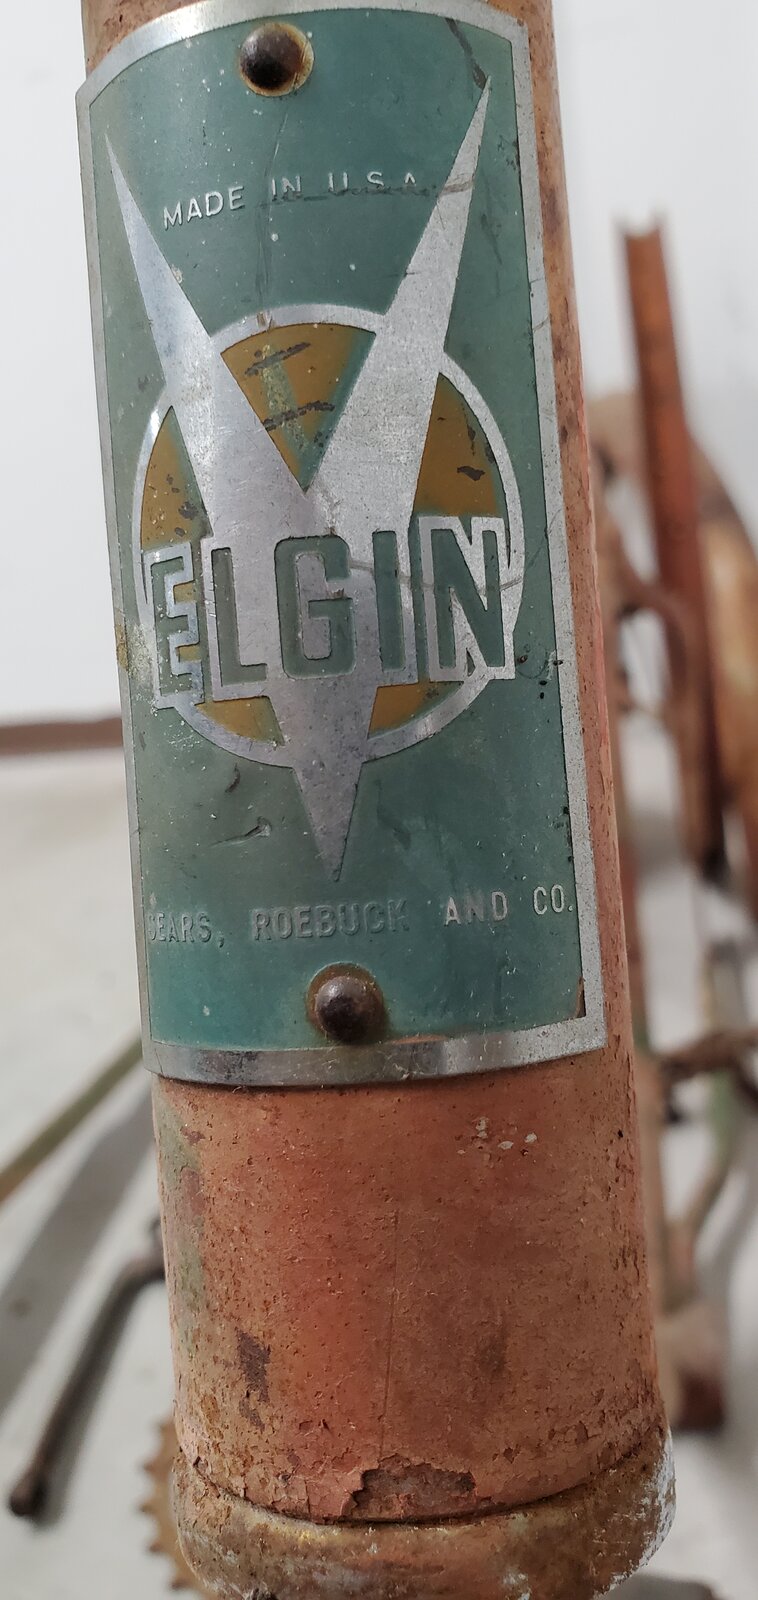 MADE IN U.S.A.
ELGIN
SEARS, ROEBUCK AND CO.